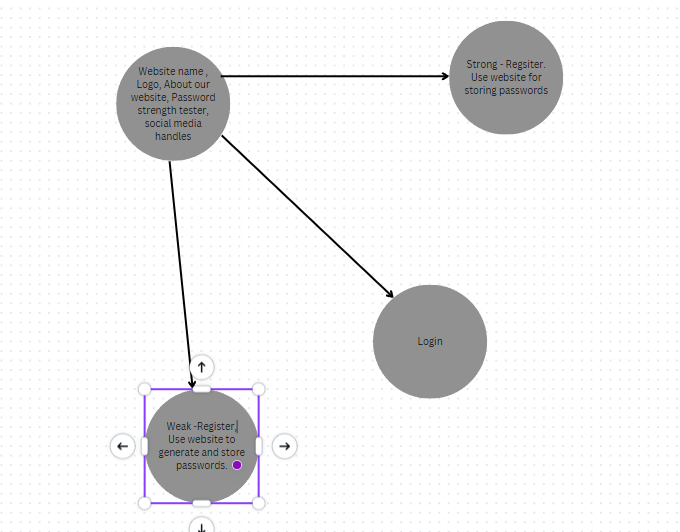 Website name ,
Logo, About our
website, Password
strength tester,
social media
handles
Strong - Regsiter.
Use website for
storing passwords
Login
Weak -Register,
Use website to
generate and store
passwords.